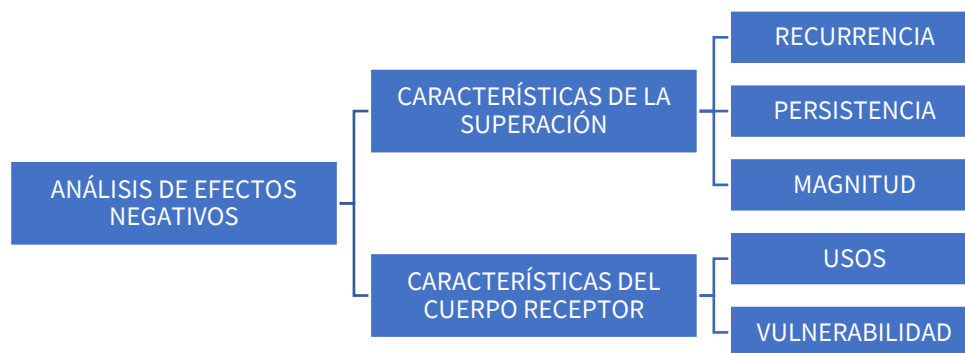 ANÁLISIS DE EFECTOS
NEGATIVOS
CARACTERÍSTICAS DE LA
SUPERACIÓN
RECURRENCIA
PERSISTENCIA
MAGNITUD
CARACTERÍSTICAS DEL
CUERPO RECEPTOR
USOS
VULNERABILIDAD